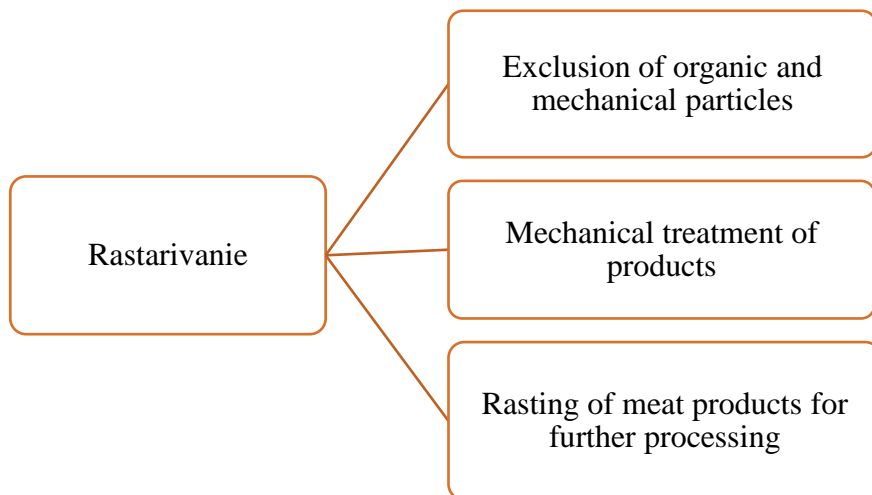 Rastarivanie
Exclusion of organic and
mechanical particles
Mechanical treatment of
products
Rasting of meat products for
further processing